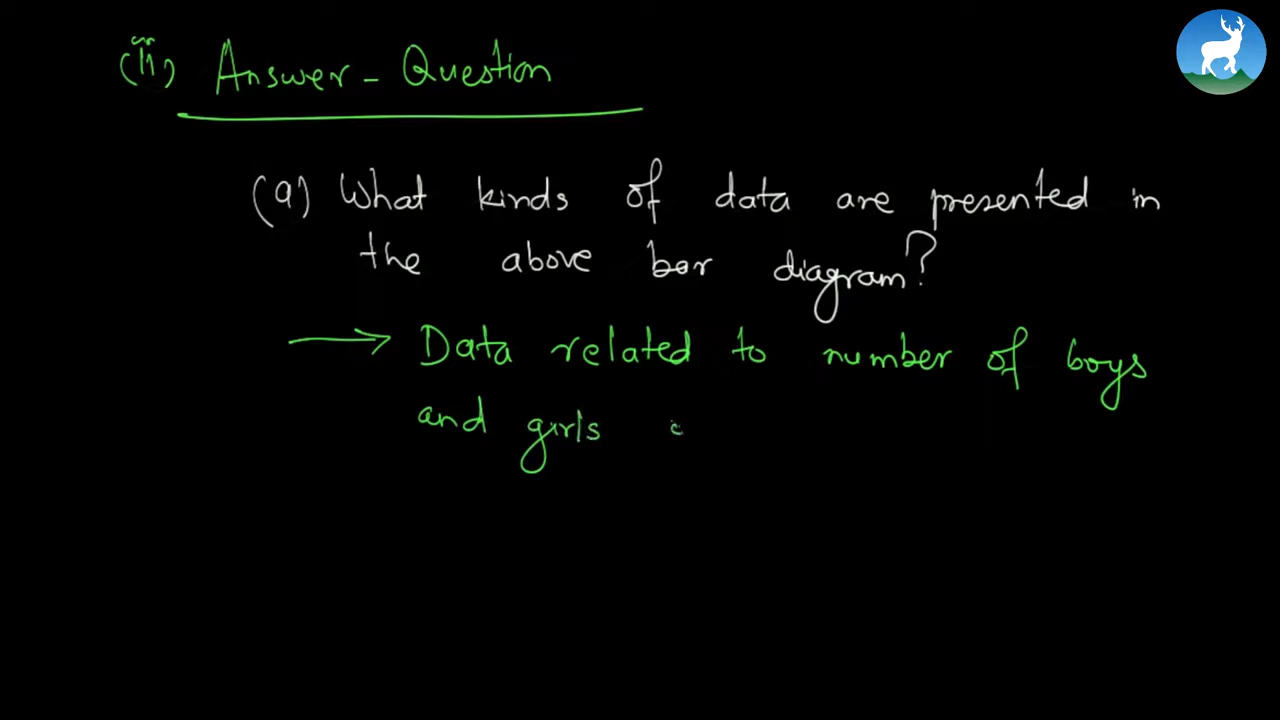 (ii) Answer - Question
(a) What kinds of data are presented in
the above bar diagram?
→ Data related to number of boys
and girls